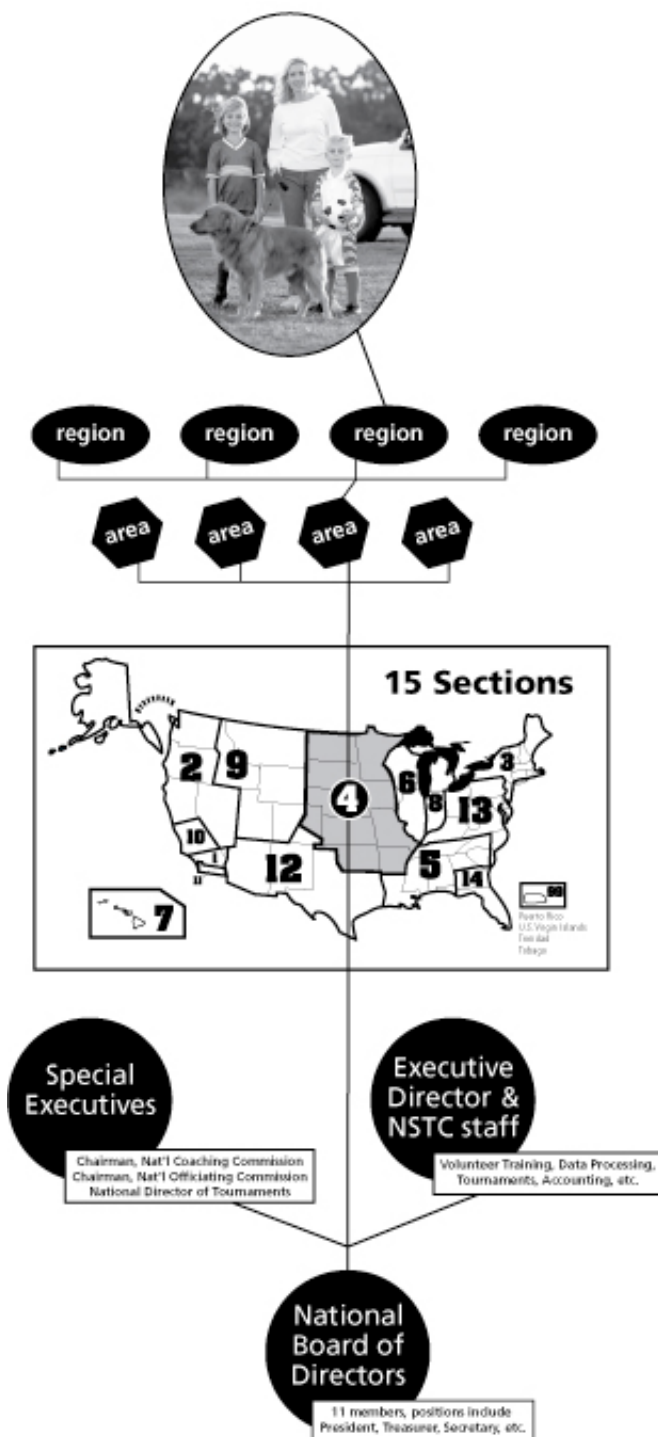 region
region
region
region
area
area
area
area
15 Sections
2
9
4
6
8
3
13
10
1
11
12
5
14
7
99
Puerto Rico
U.S. Virgin Islands
Trinidad
Tobago
Special
Executives
Chairman, Nat'l Coaching Commission
Chairman, Nat'l Officiating Commission
National Director of Tournaments
Executive
Director &
NSTC staff
Volunteer Training, Data Processing,
Tournaments, Accounting, etc.
National
Board of
Directors
11 members, positions include
President, Treasurer, Secretary, etc.